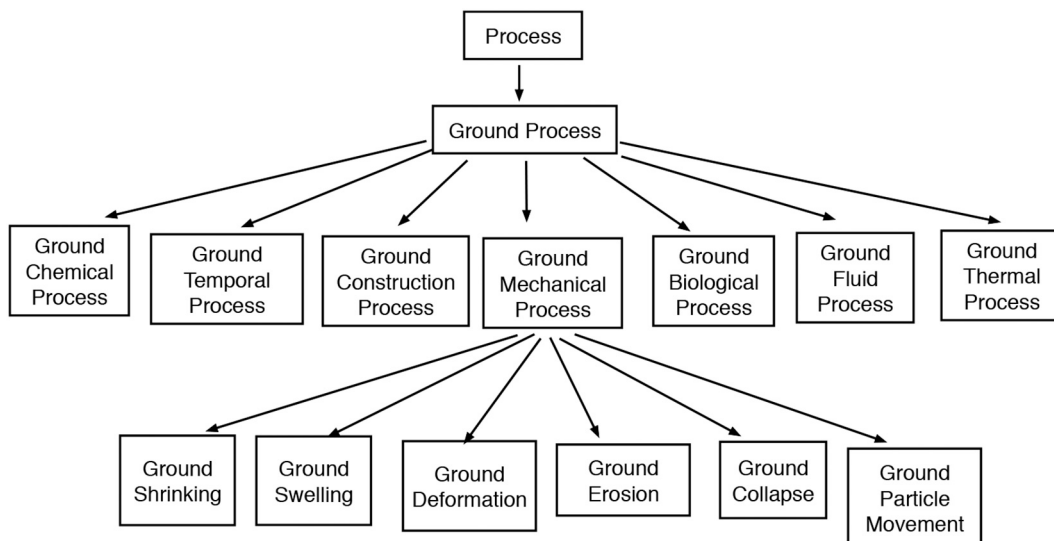 Process
Ground Process
Ground
Chemical
Process
Ground
Temporal
Process
Ground
Construction
Process
Ground
Mechanical
Process
Ground
Biological
Process
Ground
Fluid
Process
Ground
Thermal
Process
Ground
Shrinking
Ground
Swelling
Ground
Deformation
Ground
Erosion
Ground
Collapse
Ground
Particle
Movement